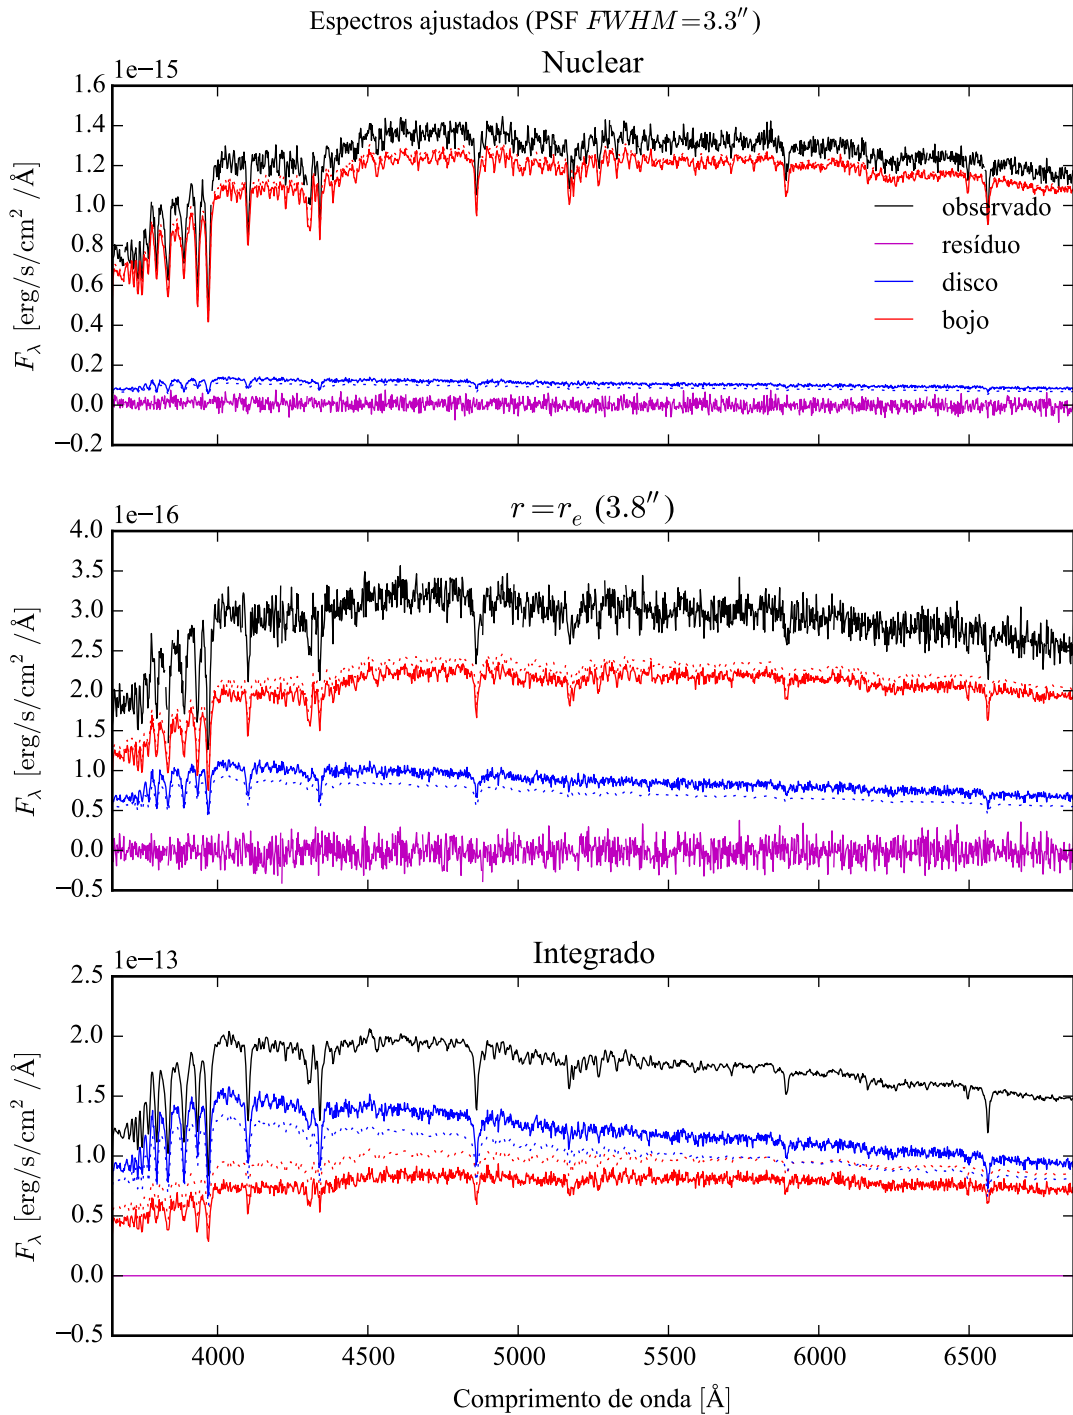 Espectros ajustados (PSF FWHM=3.3″)
Nuclear
1e−15
1.6
1.4
1.2
1.0
0.8
0.6
0.4
0.2
0.0
−0.2
F_λ [erg/s/cm² /Å]
observado
resíduo
disco
bojo
r=r_e (3.8″)
1e−16
4.0
3.5
3.0
2.5
2.0
1.5
1.0
0.5
0.0
−0.5
F_λ [erg/s/cm² /Å]
Integrado
1e−13
2.5
2.0
1.5
1.0
0.5
0.0
−0.5
F_λ [erg/s/cm² /Å]
4000 4500 5000 5500 6000 6500
Comprimento de onda [Å]